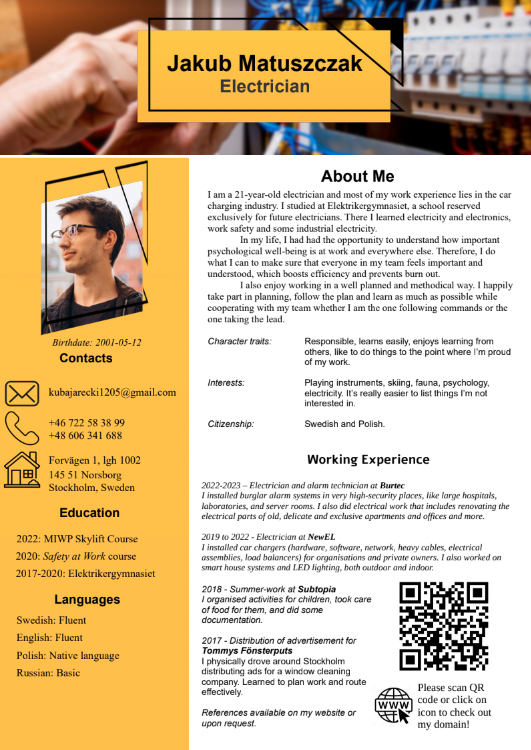 Jakub Matuszczak
Electrician
Birthdate: 2001-05-12
Contacts
kubajarecki1205@gmail.com
+46 722 58 38 99
+48 606 341 688
Forvägen 1, lgh 1002
145 51 Norsborg
Stockholm, Sweden
Education
2022: MIWP Skylift Course
2020: Safety at Work course
2017-2020: Elektrikergymnasiet
Languages
Swedish: Fluent
English: Fluent
Polish: Native language
Russian: Basic
About Me
I am a 21-year-old electrician and most of my work experience lies in the car
charging industry. I studied at Elektrikergymnasiet, a school reserved
exclusively for future electricians. There I learned electricity and electronics,
work safety and some industrial electricity.
In my life, I had had the opportunity to understand how important
psychological well-being is at work and everywhere else. Therefore, I do
what I can to make sure that everyone in my team feels important and
understood, which boosts efficiency and prevents burn out.
I also enjoy working in a well planned and methodical way. I happily
take part in planning, follow the plan and learn as much as possible while
cooperating with my team whether I am the one following commands or the
one taking the lead.
Character traits: Responsible, learns easily, enjoys learning from
others, like to do things to the point where I'm proud
of my work.
Interests: Playing instruments, skiing, fauna, psychology,
electricity. It's really easier to list things I'm not
interested in.
Citizenship: Swedish and Polish.
Working Experience
2022-2023 – Electrician and alarm technician at Burtec
I installed burglar alarm systems in very high-security places, like large hospitals,
laboratories, and server rooms. I also did electrical work that includes renovating the
electrical parts of old, delicate and exclusive apartments and offices and more.
2019 to 2022 - Electrician at NewEL
I installed car chargers (hardware, software, network, heavy cables, electrical
assemblies, load balancers) for organisations and private owners. I also worked on
smart house systems and LED lighting, both outdoor and indoor.
2018 - Summer-work at Subtopia
I organised activities for children, took care
of food for them, and did some
documentation.
2017 - Distribution of advertisement for
Tommys Fönsterputs
I physically drove around Stockholm
distributing ads for a window cleaning
company. Learned to plan work and route
effectively.
References available on my website or
upon request.
WWW
Please scan QR
code or click on
icon to check out
my domain!